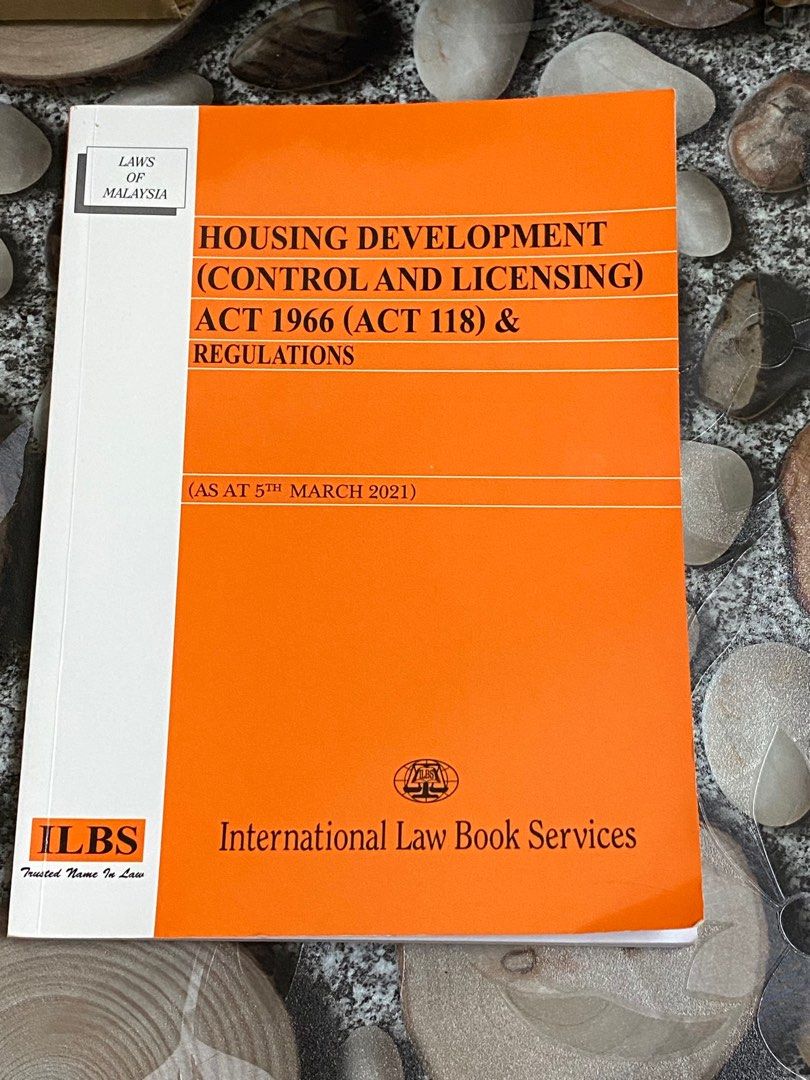 LAWS
OF
MALAYSIA
HOUSING DEVELOPMENT
(CONTROL AND LICENSING)
ACT 1966 (ACT 118) &
REGULATIONS
(AS AT 5TH MARCH 2021)
ILBS
International Law Book Services
ILBS
Trusted Name In Law